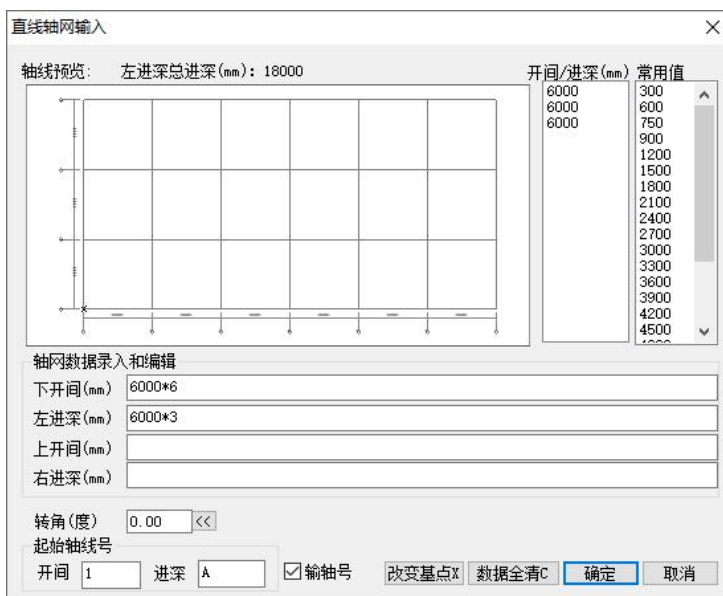 直线轴网输入
轴线预览: 左进深总进深(mm): 18000
开间/进深(mm) 常用值
6000
6000
6000
300
600
750
900
1200
1500
1800
2100
2400
2700
3000
3300
3600
3900
4200
4500
轴网数据录入和编辑
下开间(mm) 6000*6
左进深(mm) 6000*3
上开间(mm)
右进深(mm)
转角(度) 0.00 <<
起始轴线号
开间 1 进深 A 输轴号 改变基点X 数据全清C 确定 取消